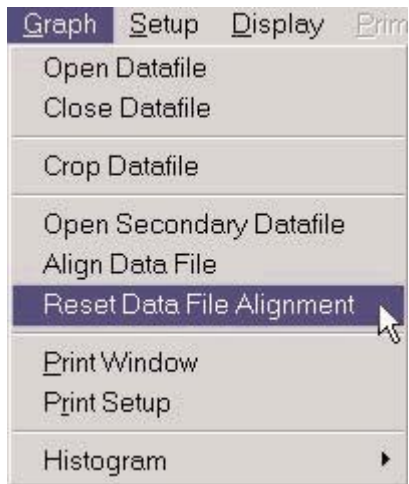 Graph Setup Display
Open Datafile
Close Datafile
Crop Datafile
Open Secondary Datafile
Align Data File
Reset Data File Alignment
Print Window
Print Setup
Histogram